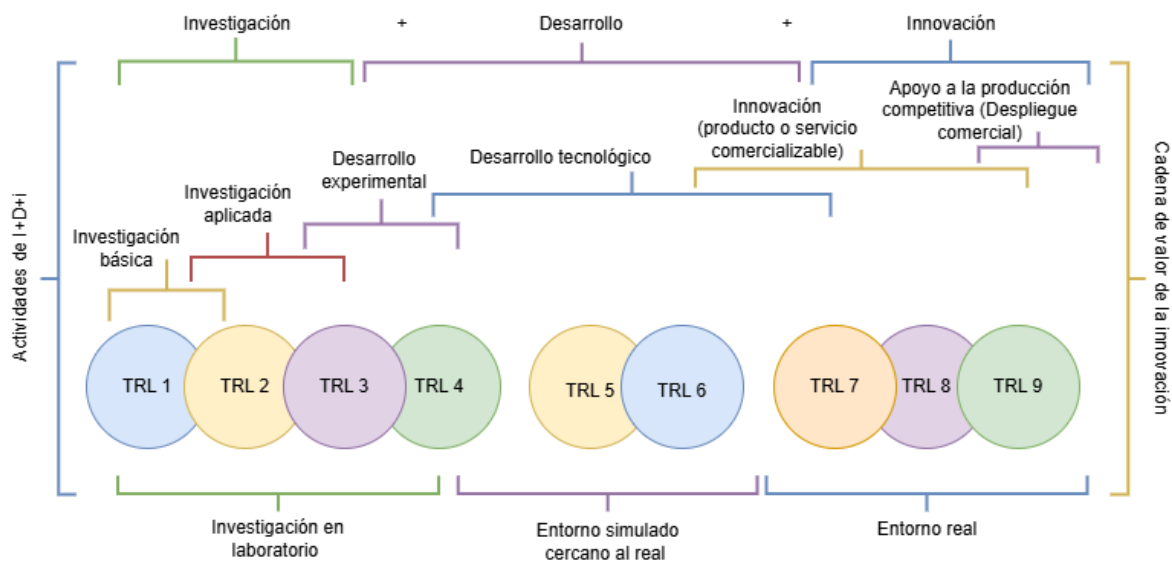 Investigación + Desarrollo + Innovación
Apoyo a la producción
competitiva (Despliegue
comercial)
Innovación
(producto o servicio
comercializable)
Desarrollo tecnológico
Desarrollo
experimental
Investigación
aplicada
Investigación
básica
Actividades de I+D+i
Cadena de valor de la innovación
TRL 1
TRL 2
TRL 3
TRL 4
TRL 5
TRL 6
TRL 7
TRL 8
TRL 9
Investigación en
laboratorio
Entorno simulado
cercano al real
Entorno real